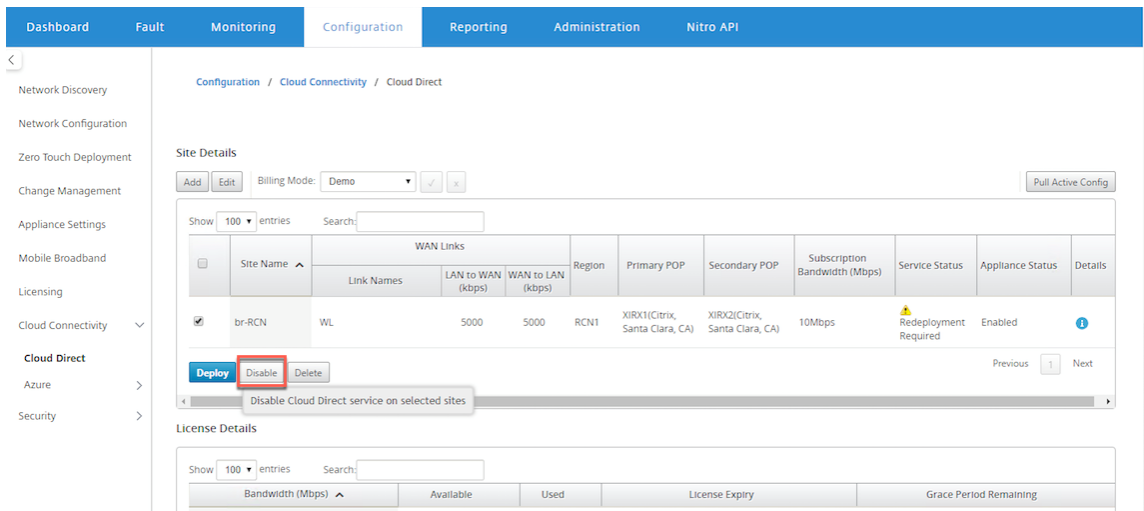 Dashboard Fault Monitoring Configuration Reporting Administration Nitro API
Network Discovery
Network Configuration
Zero Touch Deployment
Change Management
Appliance Settings
Mobile Broadband
Licensing
Cloud Connectivity
Cloud Direct
Azure
Security
Configuration / Cloud Connectivity / Cloud Direct
Site Details
Add Edit Billing Mode: Demo ✓ x Pull Active Config
Show 100 entries Search:
WAN Links
Site Name Region Primary POP Secondary POP Subscription
Bandwidth (Mbps) Service Status Appliance Status Details
Link Names LAN to WAN
(kbps) WAN to LAN
(kbps)
br-RCN WL 5000 5000 RCN1 XIRX1(Citrix,
Santa Clara, CA) XIRX2(Citrix,
Santa Clara, CA) 10Mbps Redeployment
Required Enabled i
Previous 1 Next
Deploy Disable Delete
Disable Cloud Direct service on selected sites
License Details
Show 100 entries Search:
Bandwidth (Mbps) Available Used License Expiry Grace Period Remaining